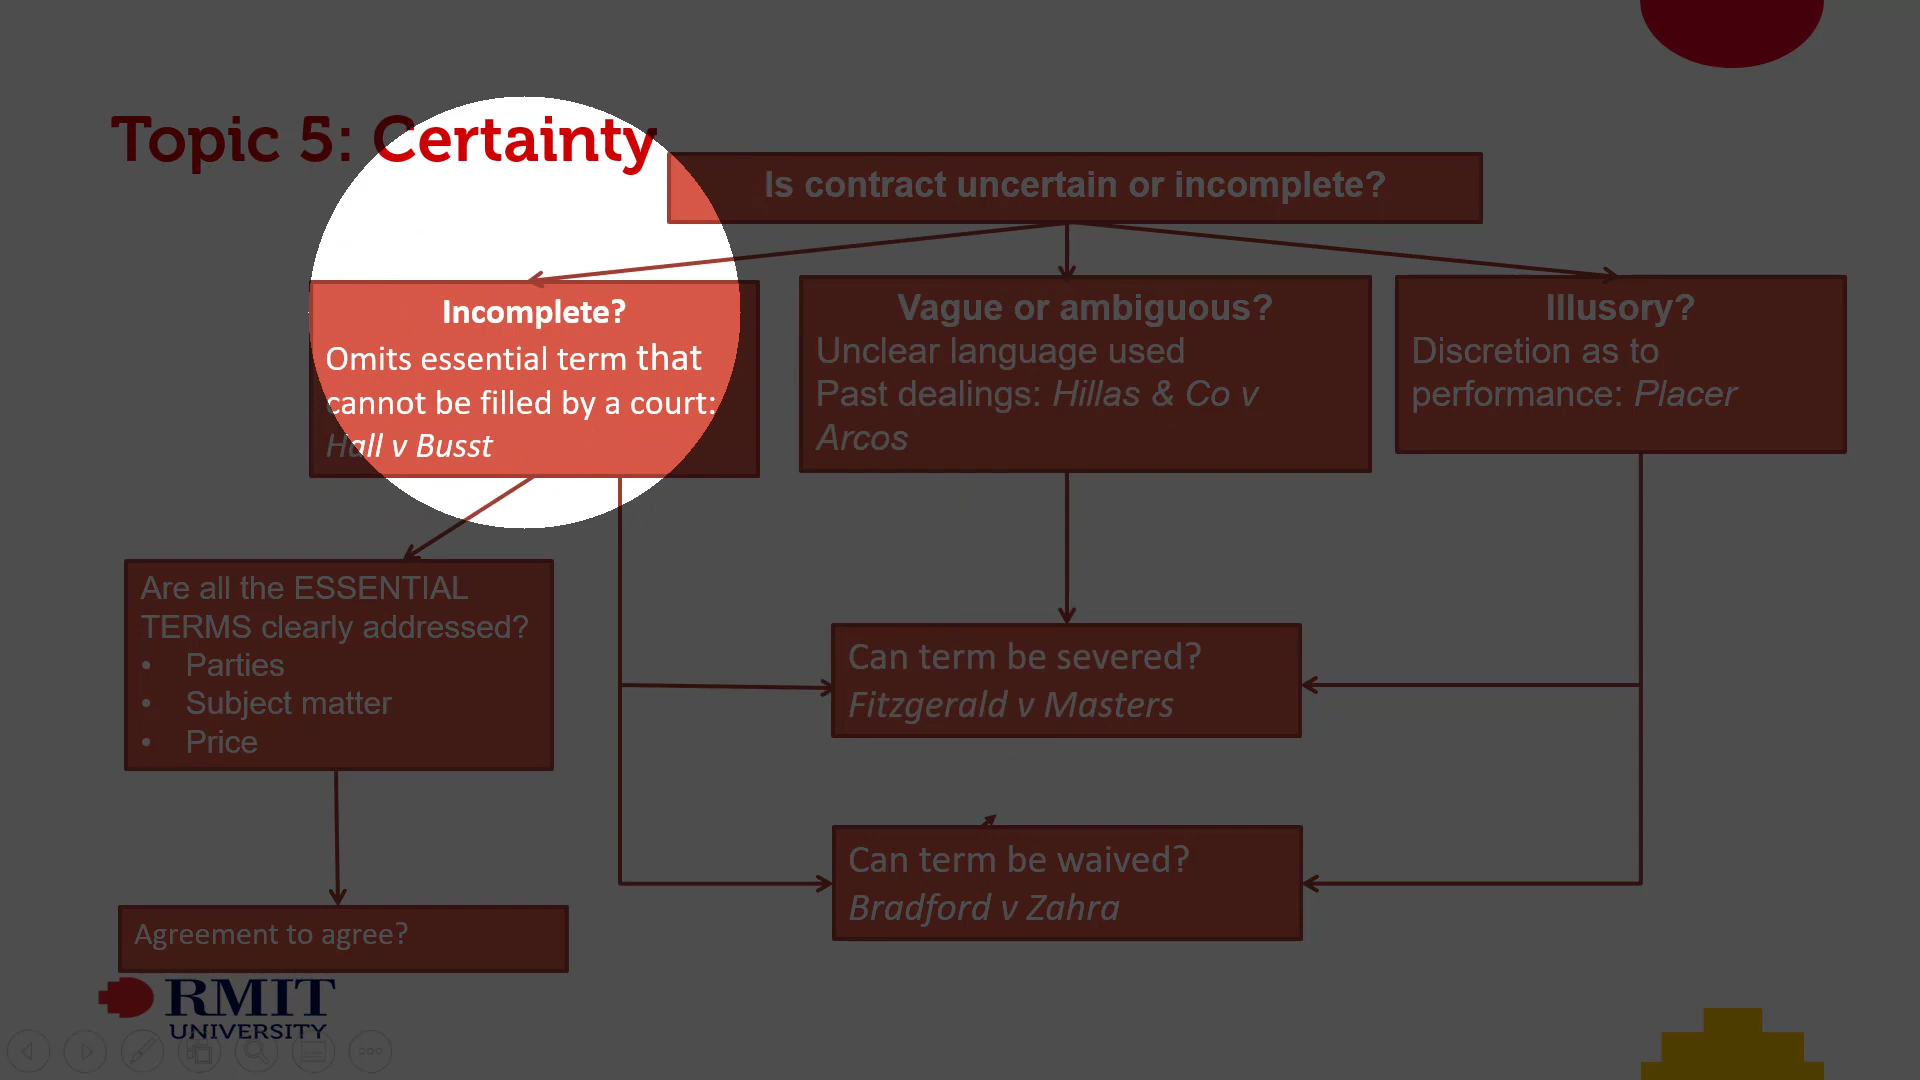 Topic 5: Certainty
Is contract uncertain or incomplete?
Incomplete?
Omits essential term that
cannot be filled by a court:
Hall v Busst
Vague or ambiguous?
Unclear language used
Past dealings: Hillas & Co v
Arcos
Illusory?
Discretion as to
performance: Placer
Are all the ESSENTIAL
TERMS clearly addressed?
• Parties
• Subject matter
• Price
Can term be severed?
Fitzgerald v Masters
Can term be waived?
Bradford v Zahra
Agreement to agree?
RMIT
UNIVERSITY